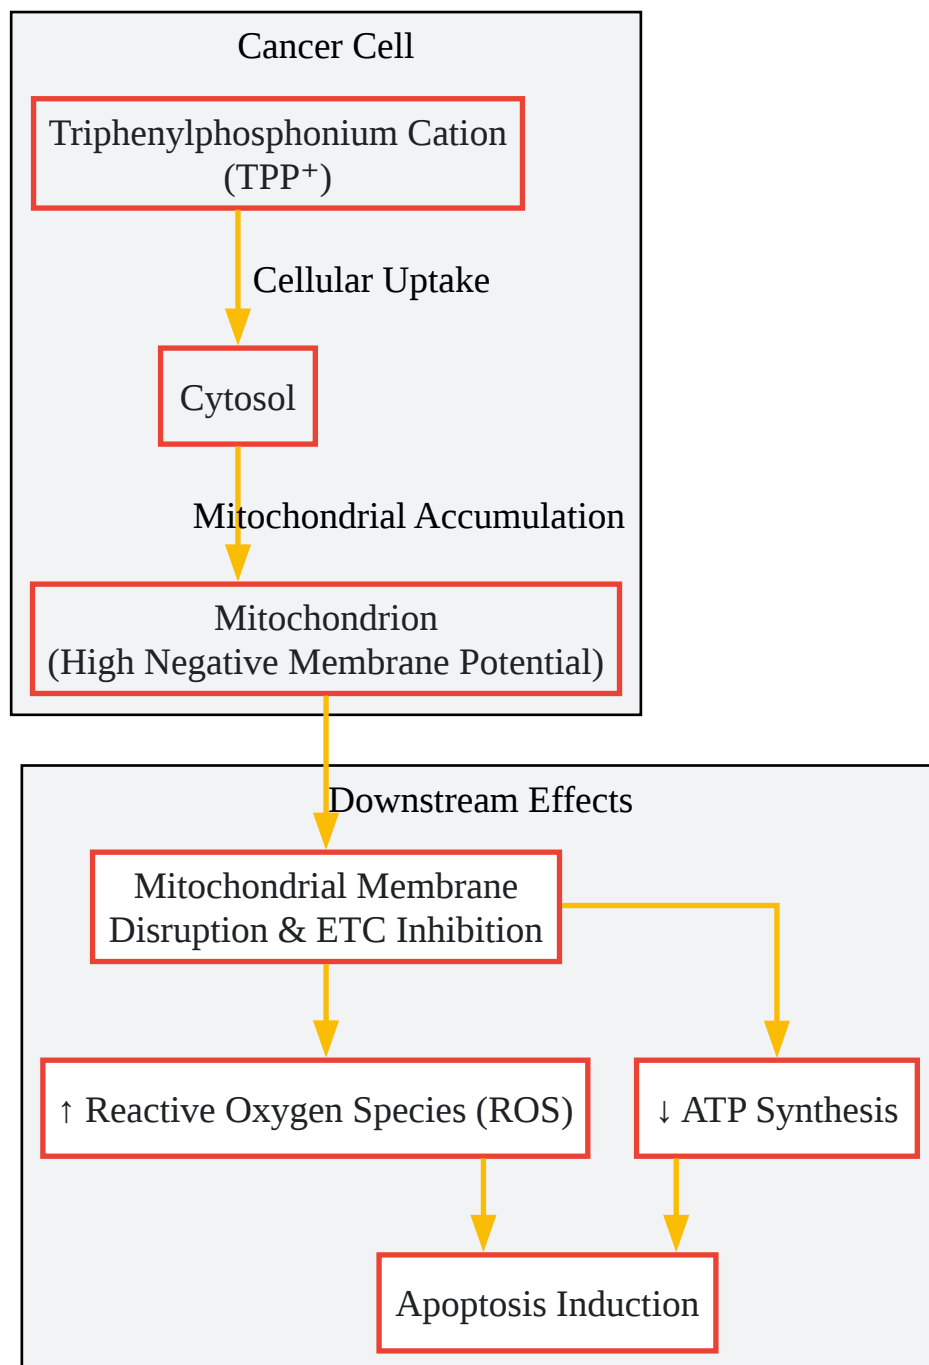 Cancer Cell
Triphenylphosphonium Cation
(TPP⁺)
Cellular Uptake
Cytosol
Mitochondrial Accumulation
Mitochondrion
(High Negative Membrane Potential)
Downstream Effects
Mitochondrial Membrane
Disruption & ETC Inhibition
↑ Reactive Oxygen Species (ROS)
↓ ATP Synthesis
Apoptosis Induction